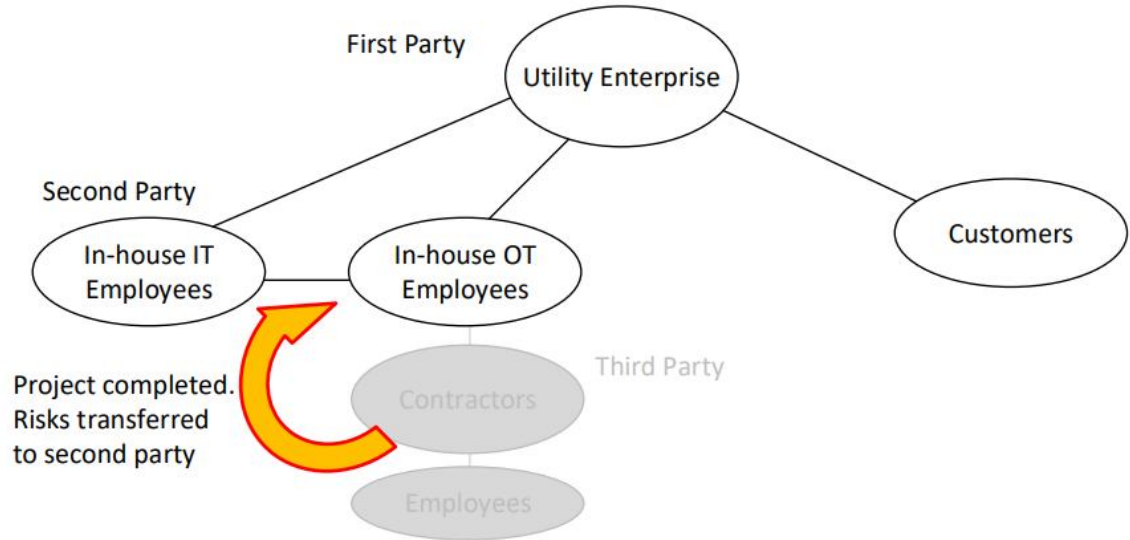 First Party
Utility Enterprise
Second Party
In-house IT
Employees
In-house OT
Employees
Customers
Third Party
Contractors
Project completed.
Risks transferred
to second party
Employees